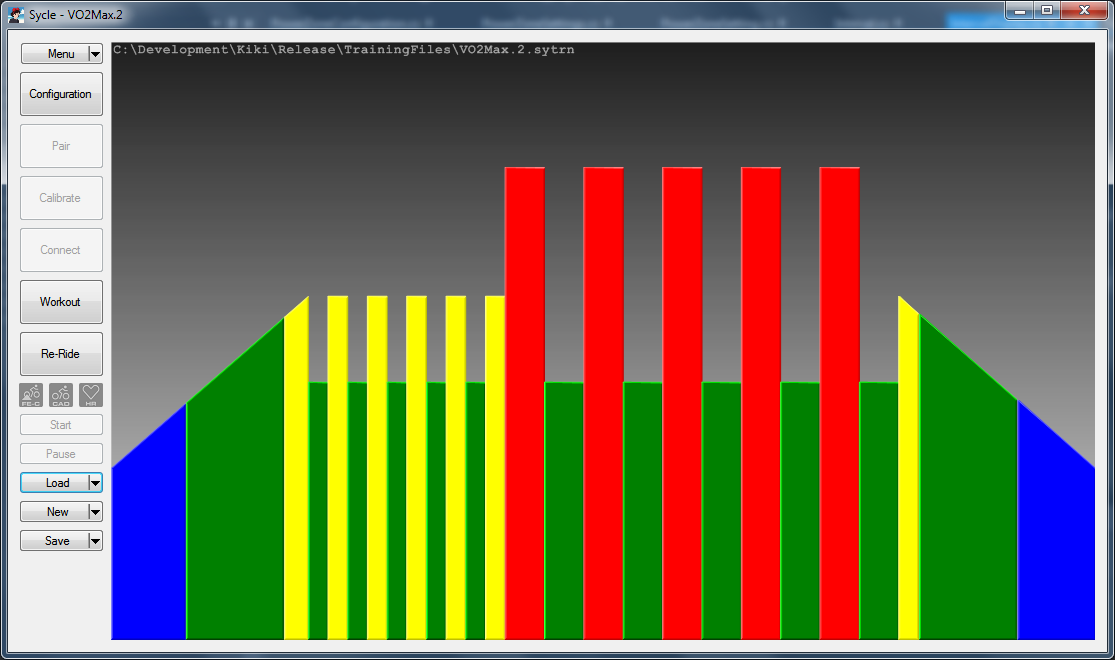 Sycle - VO2Max.2
C:\Development\Kiki\Release\TrainingFiles\VO2Max.2.sytrn
Menu
Configuration
Pair
Calibrate
Connect
Workout
Re-Ride
FE-C CAD HR
Start
Pause
Load
New
Save